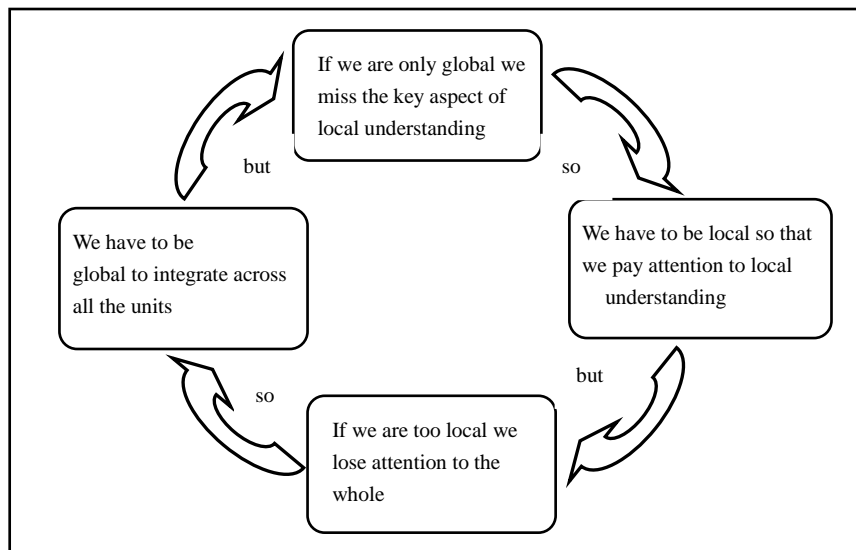 If we are only global we
miss the key aspect of
local understanding
but
so
We have to be
global to integrate across
all the units
We have to be local so that
we pay attention to local
understanding
so
but
If we are too local we
lose attention to the
whole